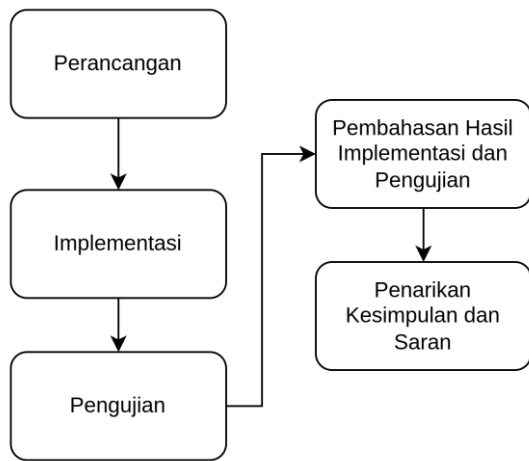 Perancangan
Implementasi
Pengujian
Pembahasan Hasil
Implementasi dan
Pengujian
Penarikan
Kesimpulan dan
Saran